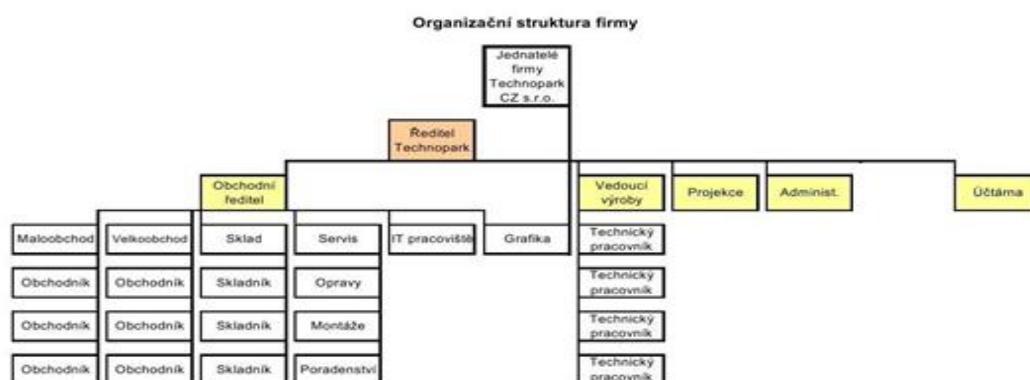 Organizační struktura firmy
Jednatelé
firmy
Technopark
CZ s.r.o.
Ředitel
Technopark
Obchodní
ředitel
Vedoucí
výroby
Projekce
Administ.
Účtárna
Maloobchod
Velkoobchod
Sklad
Servis
IT pracoviště
Grafika
Technický
pracovník
Obchodník
Obchodník
Skladník
Opravy
Technický
pracovník
Obchodník
Obchodník
Skladník
Montáže
Technický
pracovník
Obchodník
Obchodník
Skladník
Poradenství
Technický
pracovník